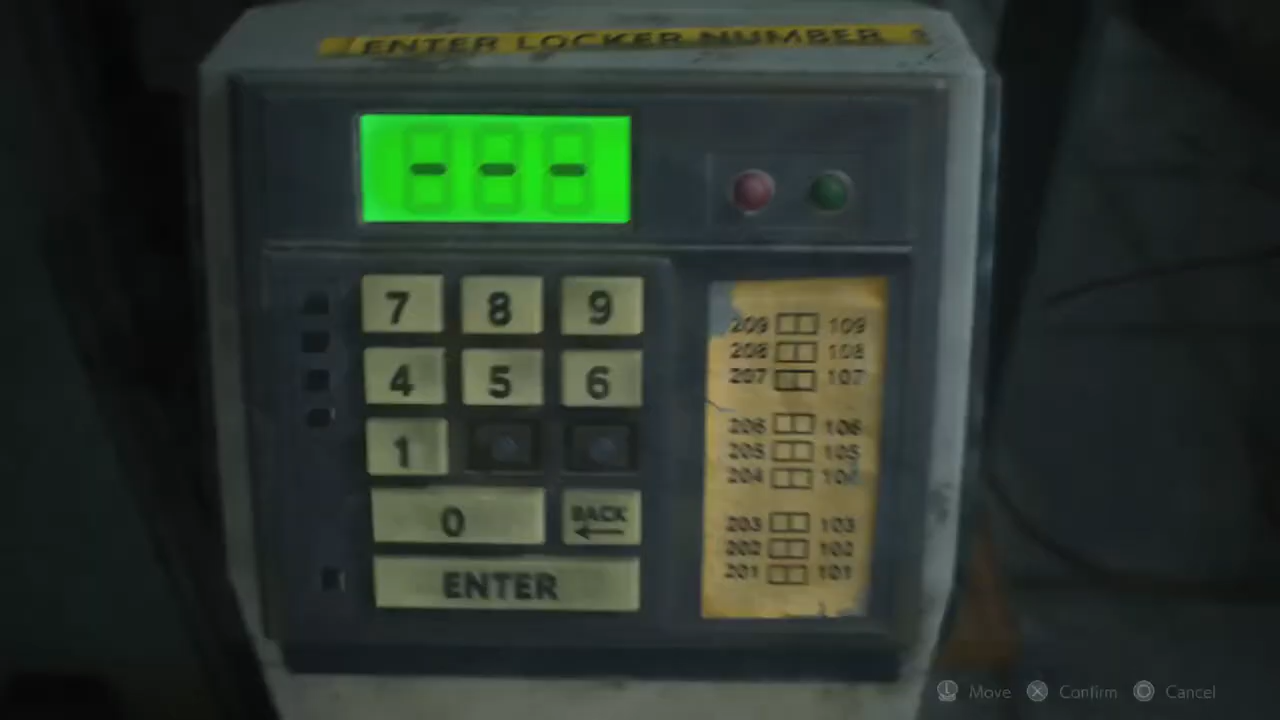 ENTER LOCKER NUMBER
- - -
7 8 9
4 5 6
1
0 BACK
ENTER
209 109
208 108
207 107
206 106
205 105
204 104
203 103
202 102
201 101
Move Confirm Cancel